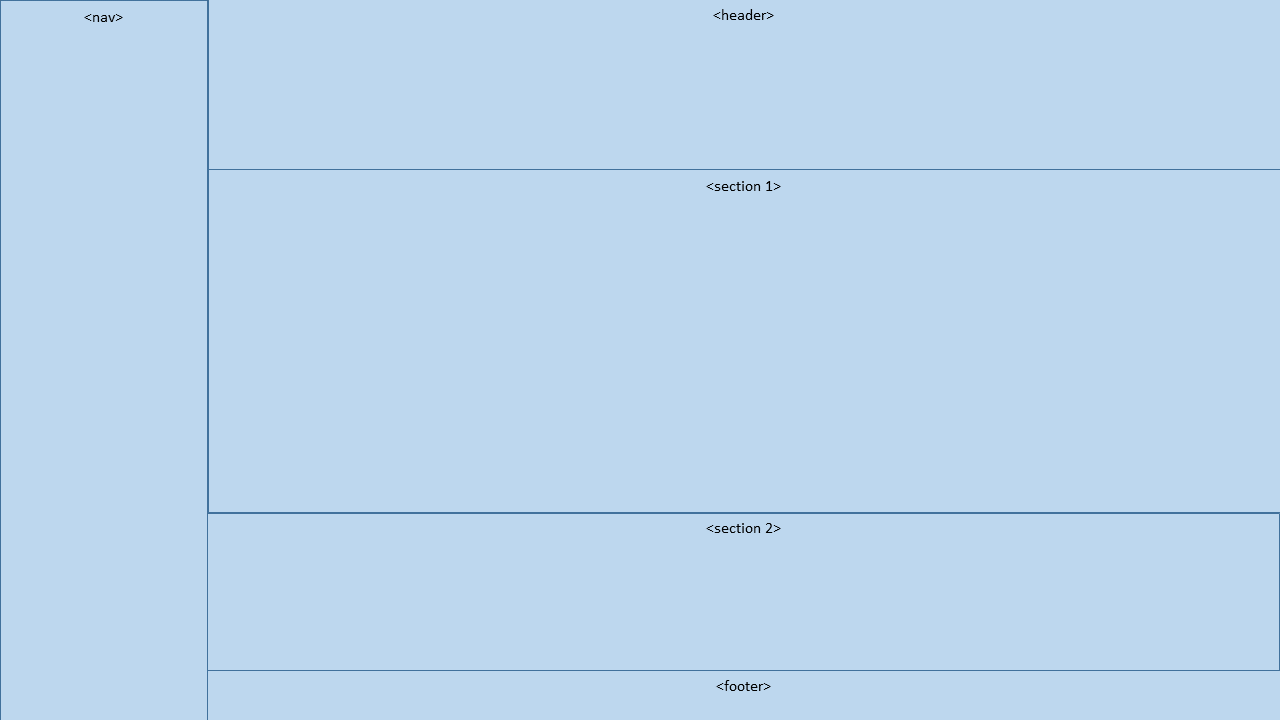 <nav>
<header>
<section 1>
<section 2>
<footer>